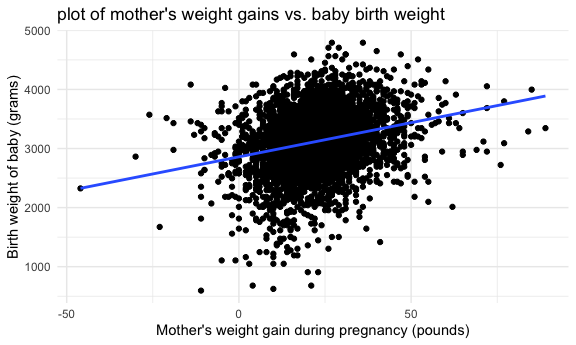 plot of mother's weight gains vs. baby birth weight
Birth weight of baby (grams)
5000
4000
3000
2000
1000
-50
0
50
Mother's weight gain during pregnancy (pounds)